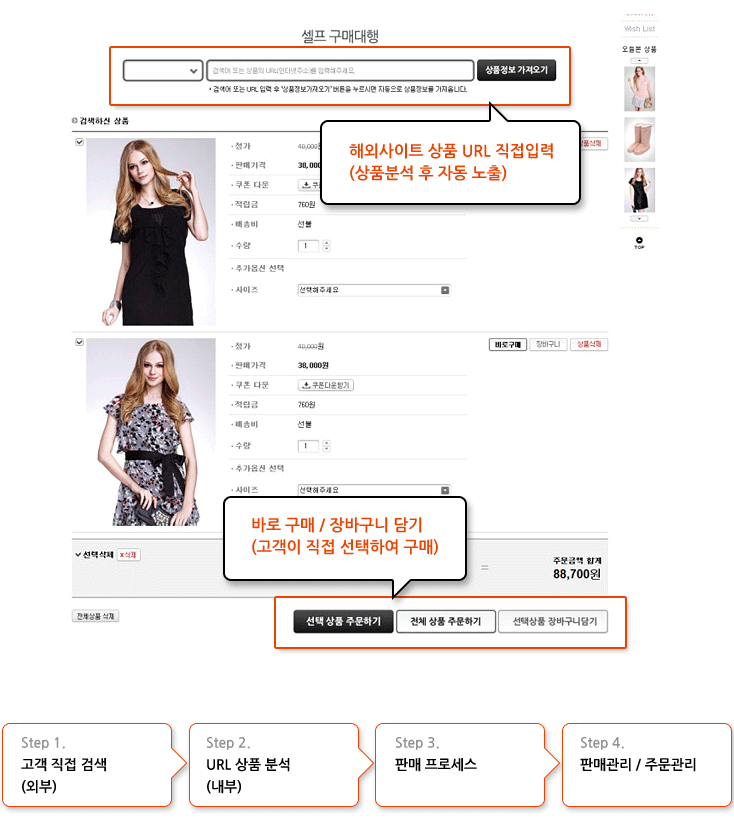 셀프 구매대행
Wish List
오늘본 상품
검색어 또는 상품의 URL(인터넷주소)를 입력해주세요.
상품정보 가져오기
• 검색어 또는 URL 입력 후 '상품정보가져오기' 버튼을 누르시면 자동으로 상품정보를 가져옵니다.
검색하신 상품
해외사이트 상품 URL 직접입력
(상품분석 후 자동 노출)
· 정가 40,000원
상품삭제
· 판매가격 38,000
· 쿠폰 다운
· 적립금 760원
· 배송비 선불
· 수량 1
· 추가옵션 선택
· 사이즈 선택해주세요
TOP
· 정가 40,000원
바로구매 장바구니 상품삭제
· 판매가격 38,000원
· 쿠폰 다운 쿠폰다운받기
· 적립금 760원
· 배송비 선불
· 수량 1
· 추가옵션 선택
· 사이즈 선택해주세요
바로 구매 / 장바구니 담기
(고객이 직접 선택하여 구매)
선택삭제 x삭제
= 주문금액 합계
88,700원
전체상품 삭제
선택 상품 주문하기 전체 상품 주문하기 선택상품 장바구니담기
Step 1.
고객 직접 검색
(외부)
Step 2.
URL 상품 분석
(내부)
Step 3.
판매 프로세스
Step 4.
판매관리 / 주문관리